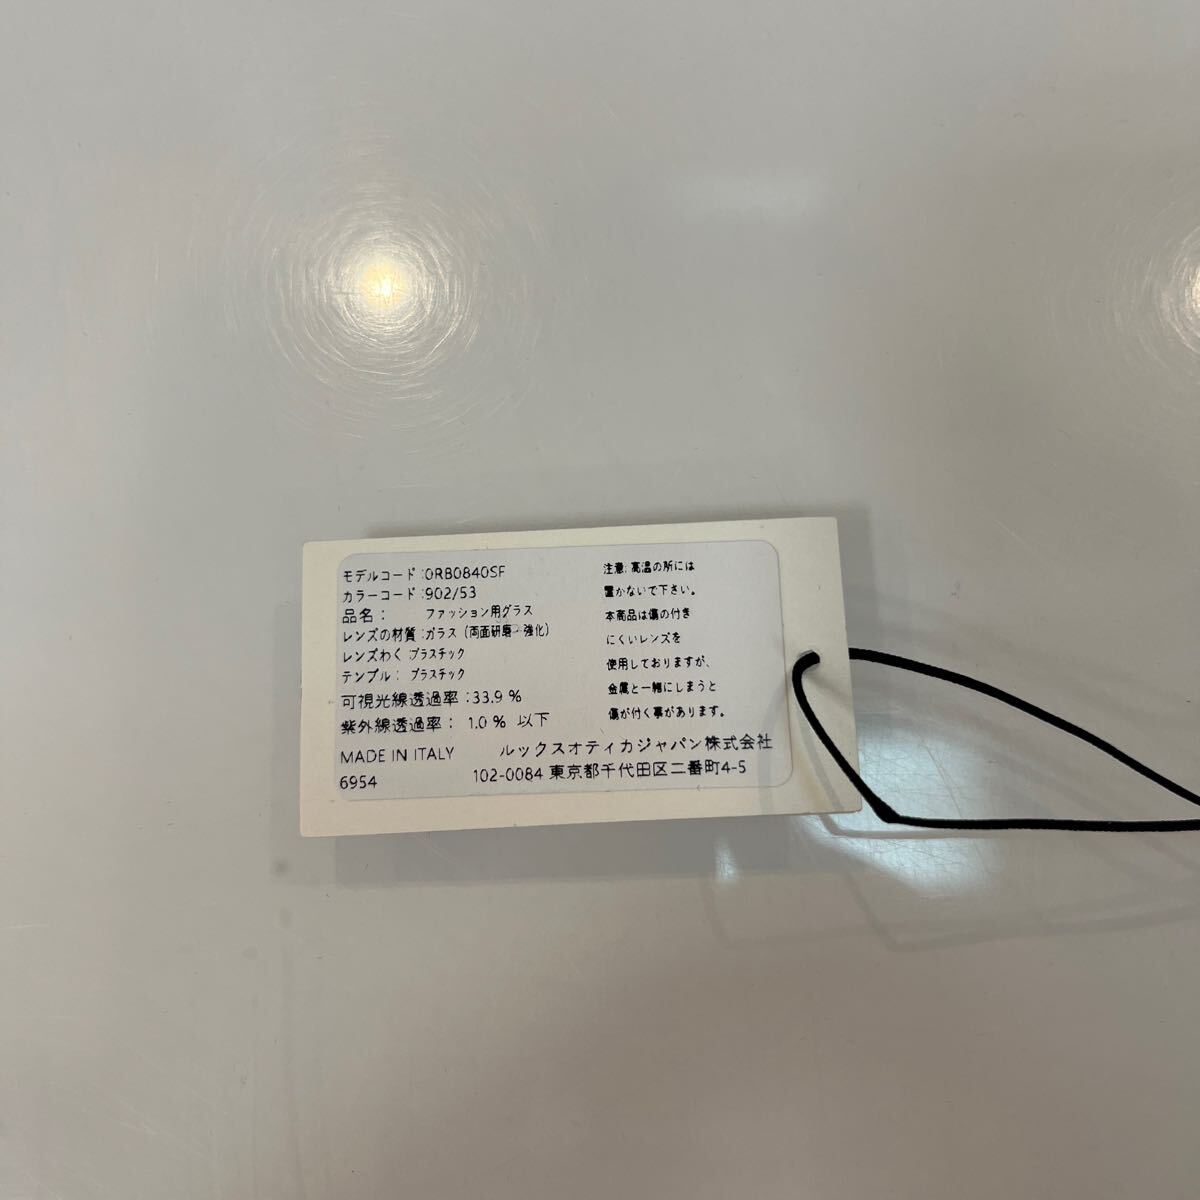 モデルコード :0RB0840SF
カラーコード :902/53
品名： ファッション用グラス
レンズの材質 :ガラス (両面研磨・強化)
レンズわく :プラスチック
テンプル： プラスチック
可視光線透過率 :33.9 %
紫外線透過率： 1.0 % 以下
MADE IN ITALY
6954
注意; 高温の所には
置かないで下さい。
本商品は傷の付き
にくいレンズを
使用しておりますが、
金属と一緒にしまうと
傷が付く事があります。
ルックスオティカジャパン株式会社
102-0084 東京都千代田区二番町4-5